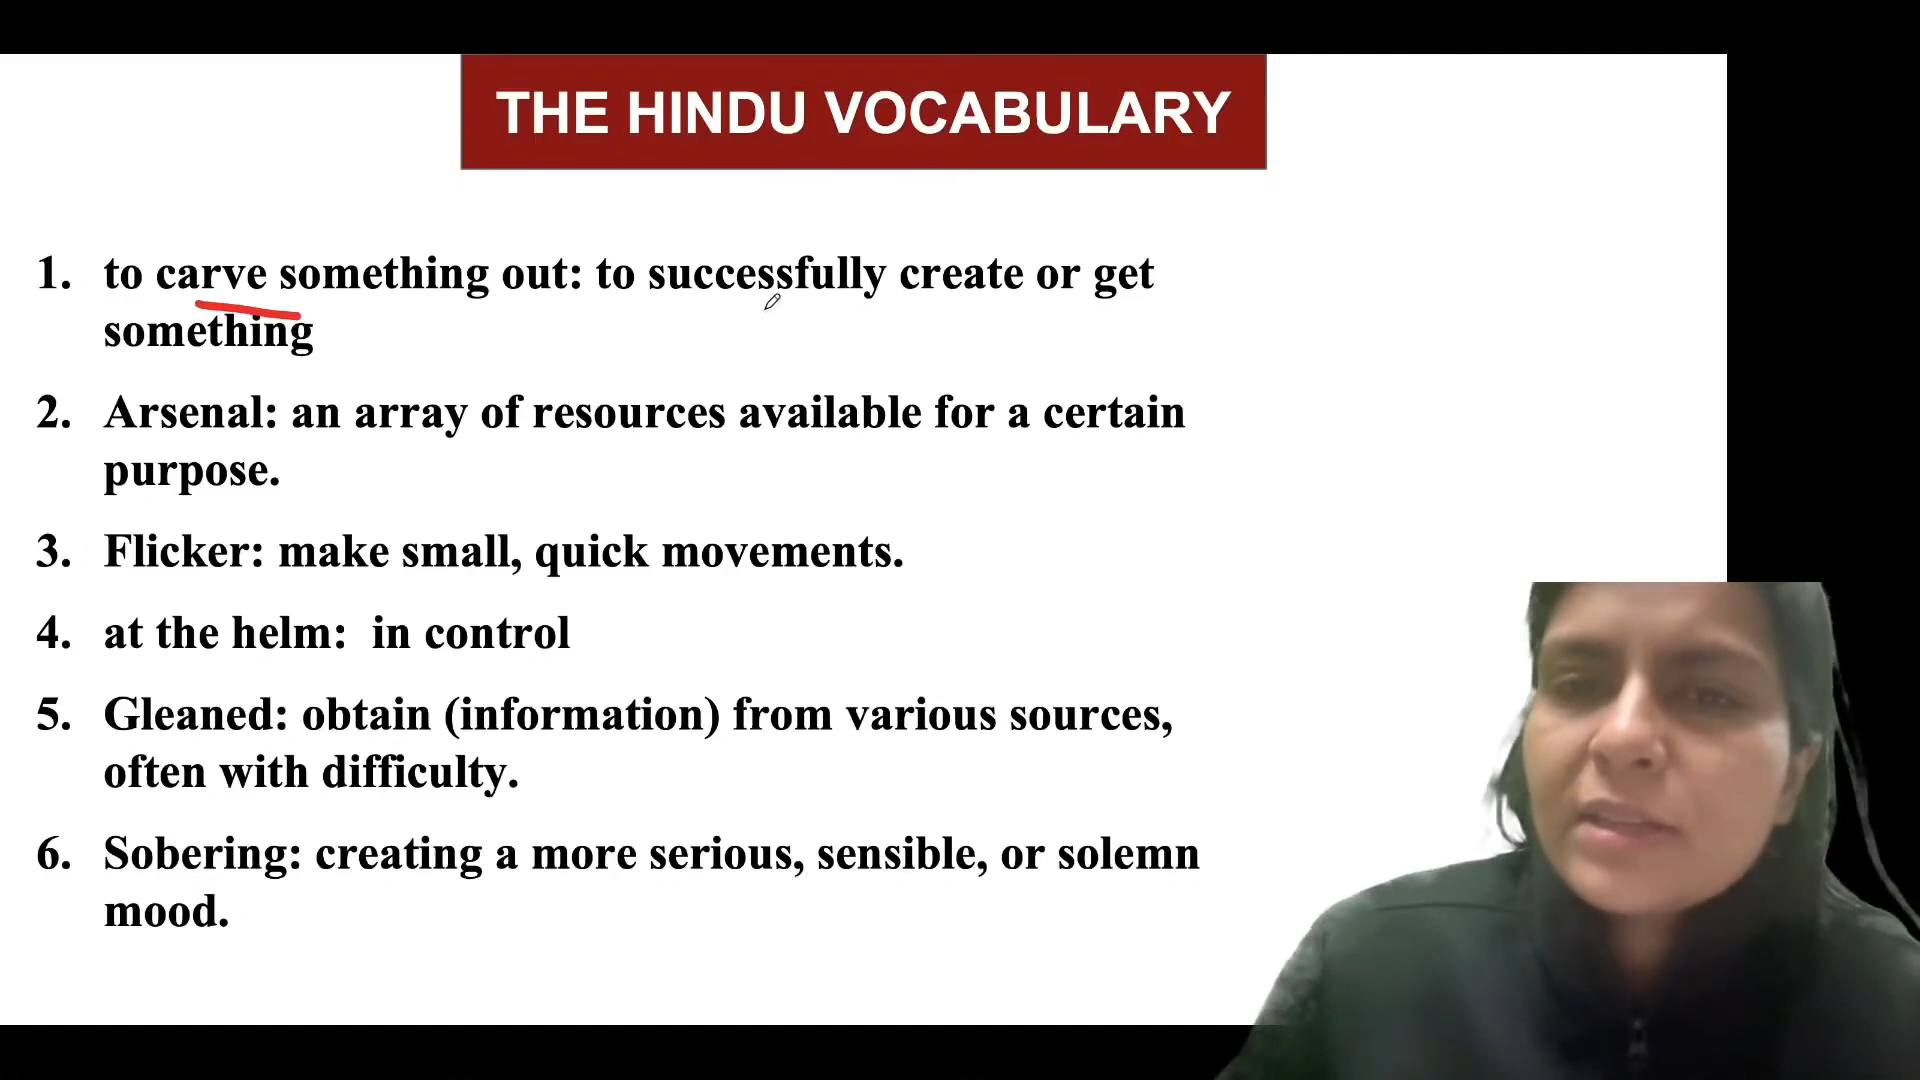 THE HINDU VOCABULARY
1. to carve something out: to successfully create or get
something
2. Arsenal: an array of resources available for a certain
purpose.
3. Flicker: make small, quick movements.
4. at the helm:  in control
5. Gleaned: obtain (information) from various sources,
often with difficulty.
6. Sobering: creating a more serious, sensible, or solemn
mood.